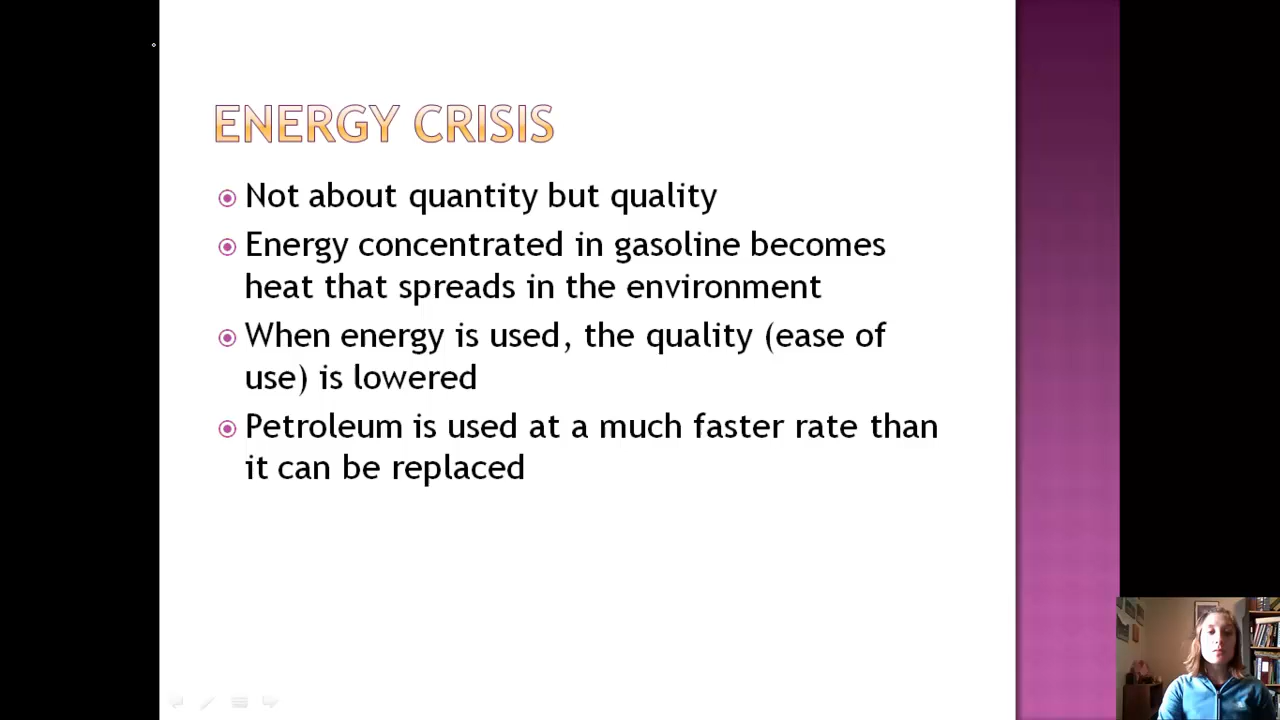 ENERGY CRISIS
Not about quantity but quality
Energy concentrated in gasoline becomes
heat that spreads in the environment
When energy is used, the quality (ease of
use) is lowered
Petroleum is used at a much faster rate than
it can be replaced